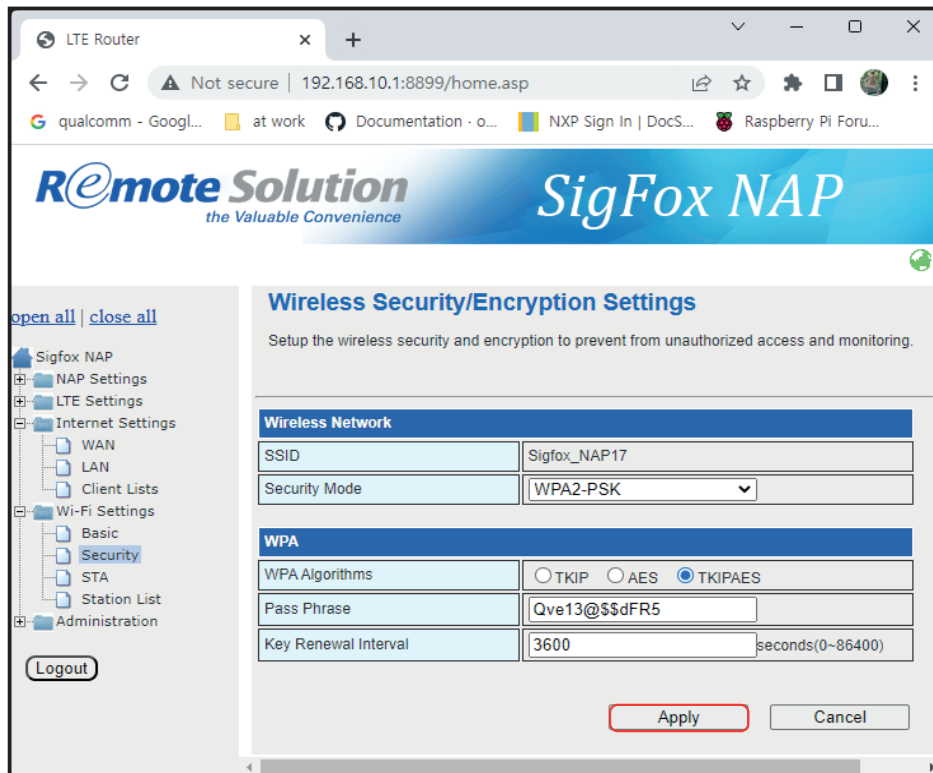 LTE Router
Not secure | 192.168.10.1:8899/home.asp
qualcomm - Googl... at work Documentation - o... NXP Sign In | DocS... Raspberry Pi Foru...
Remote Solution SigFox NAP
the Valuable Convenience
open all | close all
Sigfox NAP
NAP Settings
LTE Settings
Internet Settings
WAN
LAN
Client Lists
Wi-Fi Settings
Basic
Security
STA
Station List
Administration
Logout
Wireless Security/Encryption Settings
Setup the wireless security and encryption to prevent from unauthorized access and monitoring.
Wireless Network
SSID Sigfox_NAP17
Security Mode WPA2-PSK
WPA
WPA Algorithms TKIP AES TKIPAES
Pass Phrase Qve13@$$dFR5
Key Renewal Interval 3600 seconds(0~86400)
Apply Cancel